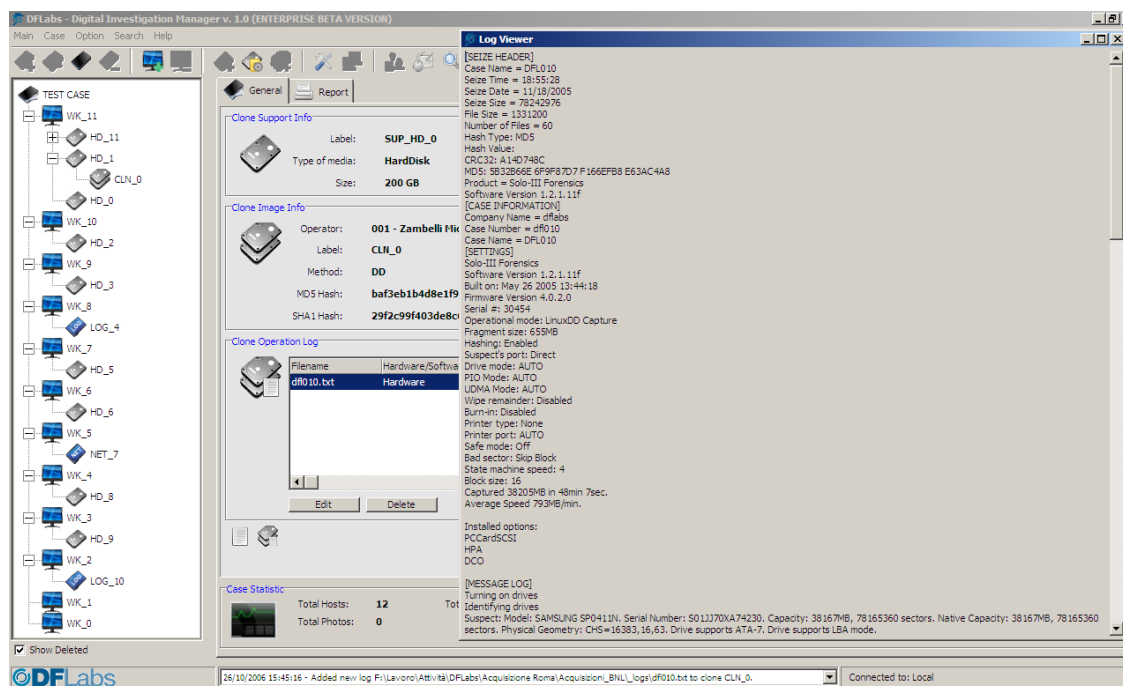 DFLabs - Digital Investigation Manager v. 1.0 (ENTERPRISE BETA VERSION)
Main Case Option Search Help
TEST CASE
WK_11
HD_11
HD_1
CLN_0
HD_0
WK_10
HD_2
WK_9
HD_3
WK_8
LOG
LOG_4
WK_7
HD_5
WK_6
HD_6
WK_5
NET
NET_7
WK_4
HD_8
WK_3
HD_9
WK_2
LOG
LOG_10
WK_1
WK_0
Show Deleted
General Report
Clone Support Info
Label: SUP_HD_0
Type of media: HardDisk
Size: 200 GB
Clone Image Info
Operator: 001 - Zambelli Mic
Label: CLN_0
Method: DD
MD5 Hash: baf3eb1b4d8e1f9
SHA1 Hash: 29f2c99f403de8c
Clone Operation Log
Filename Hardware/Softwa
dfl010.txt Hardware
Edit Delete
Case Statistic
Total Hosts: 12 Tot
Total Photos: 0
Log Viewer
[SEIZE HEADER]
Case Name = DFL010
Seize Time = 18:55:28
Seize Date = 11/18/2005
Seize Size = 78242976
File Size = 1331200
Number of Files = 60
Hash Type: MD5
Hash Value:
CRC32: A14D748C
MD5: 5B32B66E 6F9F87D7 F166EFB8 E63AC4A8
Product = Solo-III Forensics
Software Version 1.2.1.11f
[CASE INFORMATION]
Company Name = dflabs
Case Number = dfl010
Case Name = DFL010
[SETTINGS]
Solo-III Forensics
Software Version 1.2.1.11f
Built on: May 26 2005 13:44:18
Firmware Version 4.0.2.0
Serial #: 30454
Operational mode: LinuxDD Capture
Fragment size: 655MB
Hashing: Enabled
Suspect's port: Direct
Drive mode: AUTO
PIO Mode: AUTO
UDMA Mode: AUTO
Wipe remainder: Disabled
Burn-in: Disabled
Printer type: None
Printer port: AUTO
Safe mode: Off
Bad sector: Skip Block
State machine speed: 4
Block size: 16
Captured 38205MB in 48min 7sec.
Average Speed 793MB/min.
Installed options:
PCCardSCSI
HPA
DCO
[MESSAGE LOG]
Turning on drives
Identifying drives
Suspect: Model: SAMSUNG SP0411N. Serial Number: S01JJ70XA74230. Capacity: 38167MB, 78165360 sectors. Native Capacity: 38167MB, 78165360
sectors. Physical Geometry: CHS=16383,16,63. Drive supports ATA-7. Drive supports LBA mode.
DFLabs
26/10/2006 15:45:16 - Added new log F:\Lavoro\Attività\DFLabs\Acquisizione Roma\Acquisizioni_BNL\_logs\dfl010.txt to clone CLN_0.
Connected to: Local